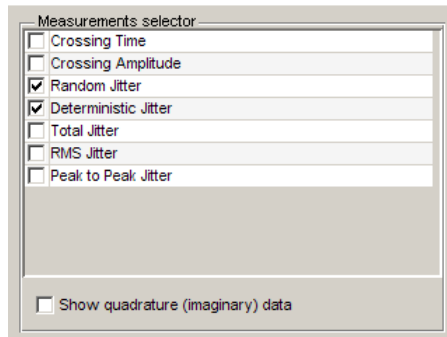 Measurements selector
Crossing Time
Crossing Amplitude
Random Jitter
Deterministic Jitter
Total Jitter
RMS Jitter
Peak to Peak Jitter
Show quadrature (imaginary) data